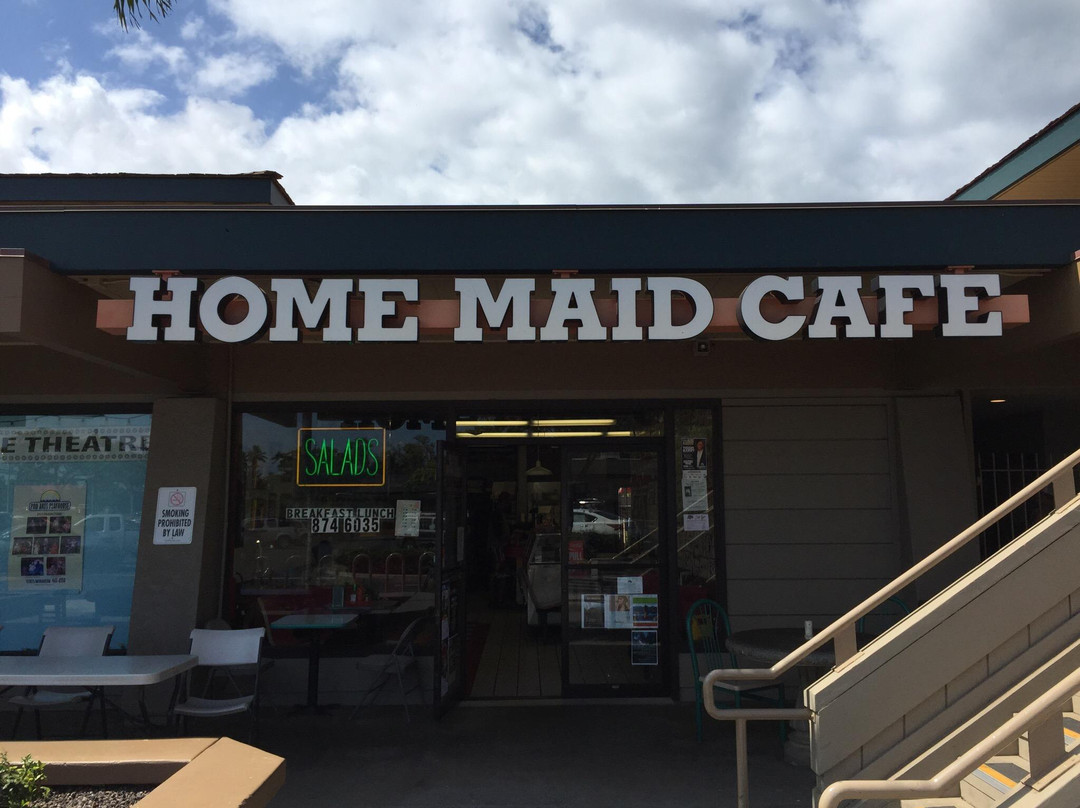 HOME MAID CAFE
E THEATRE
SALADS
BREAKFAST LUNCH
874 6035
SMOKING
PROHIBITED
BY LAW